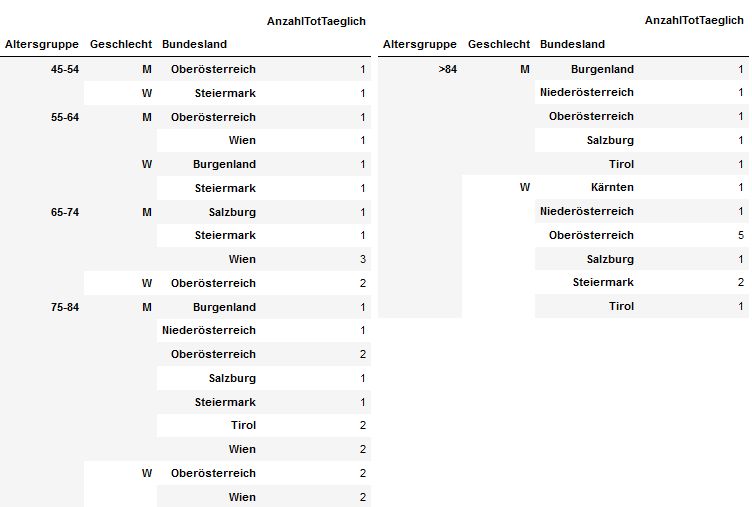 AnzahlTotTaeglich
Altersgruppe Geschlecht Bundesland
45-54 M Oberösterreich 1
W Steiermark 1
55-64 M Oberösterreich 1
Wien 1
W Burgenland 1
Steiermark 1
65-74 M Salzburg 1
Steiermark 1
Wien 3
W Oberösterreich 2
75-84 M Burgenland 1
Niederösterreich 1
Oberösterreich 2
Salzburg 1
Steiermark 1
Tirol 2
Wien 2
W Oberösterreich 2
Wien 2
AnzahlTotTaeglich
Altersgruppe Geschlecht Bundesland
>84 M Burgenland 1
Niederösterreich 1
Oberösterreich 1
Salzburg 1
Tirol 1
W Kärnten 1
Niederösterreich 1
Oberösterreich 5
Salzburg 1
Steiermark 2
Tirol 1